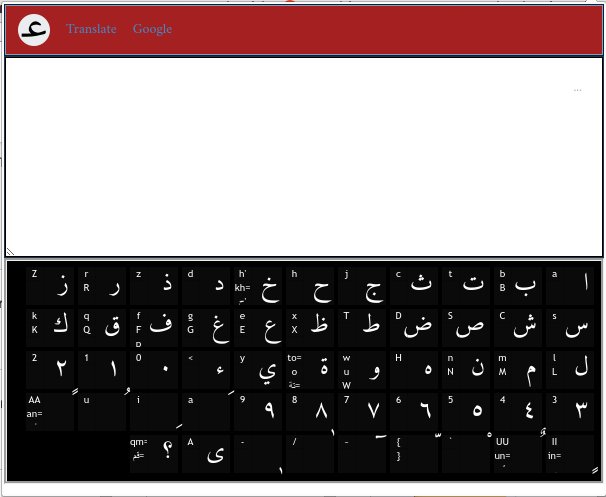 ع Translate Google
...
Z ز r R ر z ذ d د h' kh= خ h ح j ج c ث t ت b B ب a ا
k K ك q Q ق f F p ف g G غ e E ع x X ظ T ط D ض S ص C ش s س
2 ٢ 1 ١ 0 ٠ < ء y ي to= o ة w u W و H ه n N ن m M م l L ل
AA an= u i a 9 ٩ 8 ٨ 7 ٧ 6 ٦ 5 ٥ 4 ٤ 3 ٣
qm= ؟ A ى - / - { } UU un= II in=